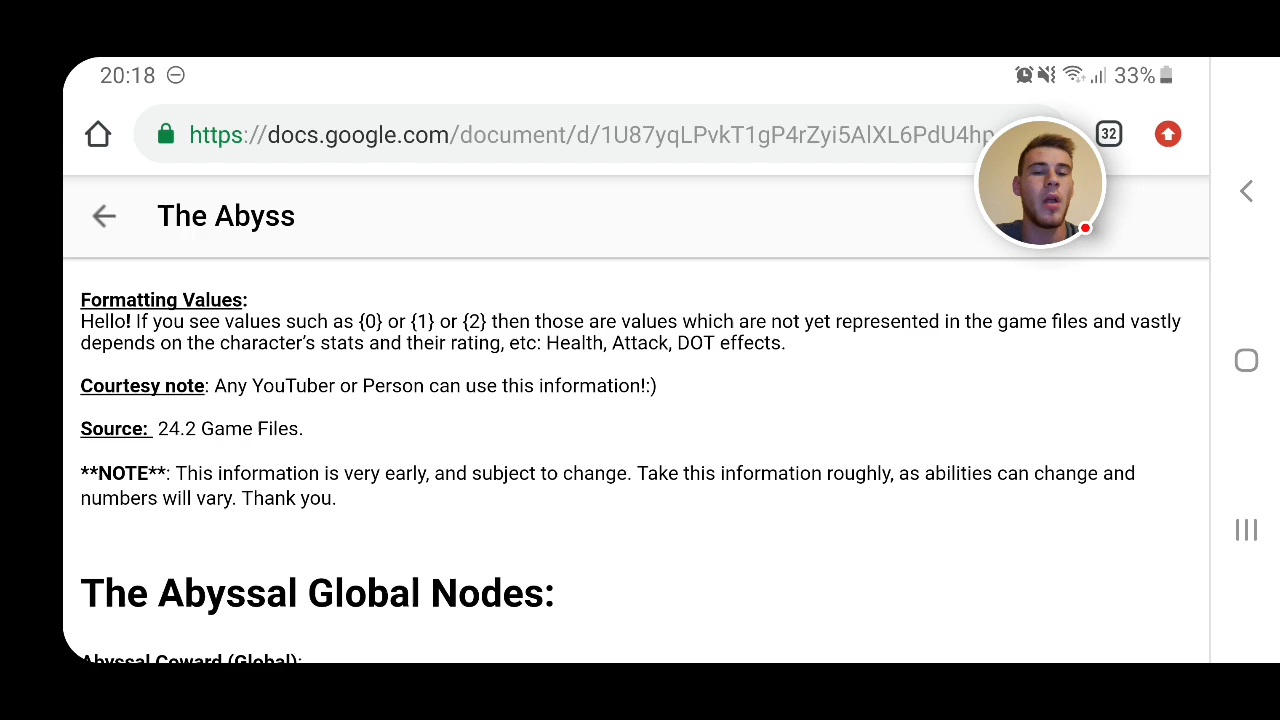 20:18
33%
https://docs.google.com/document/d/1U87yqLPvkT1gP4rZyi5AlXL6PdU4hp
32
The Abyss
Formatting Values:
Hello! If you see values such as {0} or {1} or {2} then those are values which are not yet represented in the game files and vastly
depends on the character's stats and their rating, etc: Health, Attack, DOT effects.
Courtesy note: Any YouTuber or Person can use this information!:)
Source:  24.2 Game Files.
**NOTE**: This information is very early, and subject to change. Take this information roughly, as abilities can change and
numbers will vary. Thank you.
The Abyssal Global Nodes:
Abyssal Coward (Global):